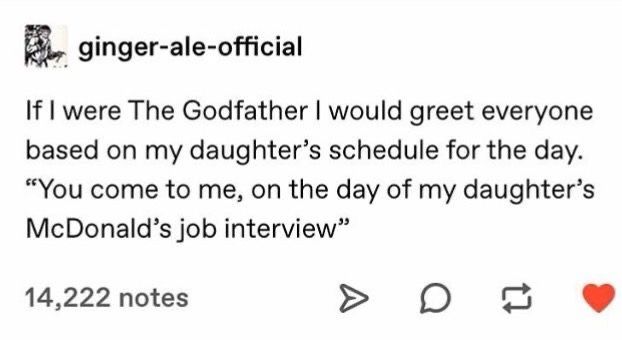 ginger-ale-official
If I were The Godfather I would greet everyone
based on my daughter’s schedule for the day.
“You come to me, on the day of my daughter’s
McDonald’s job interview”
14,222 notes